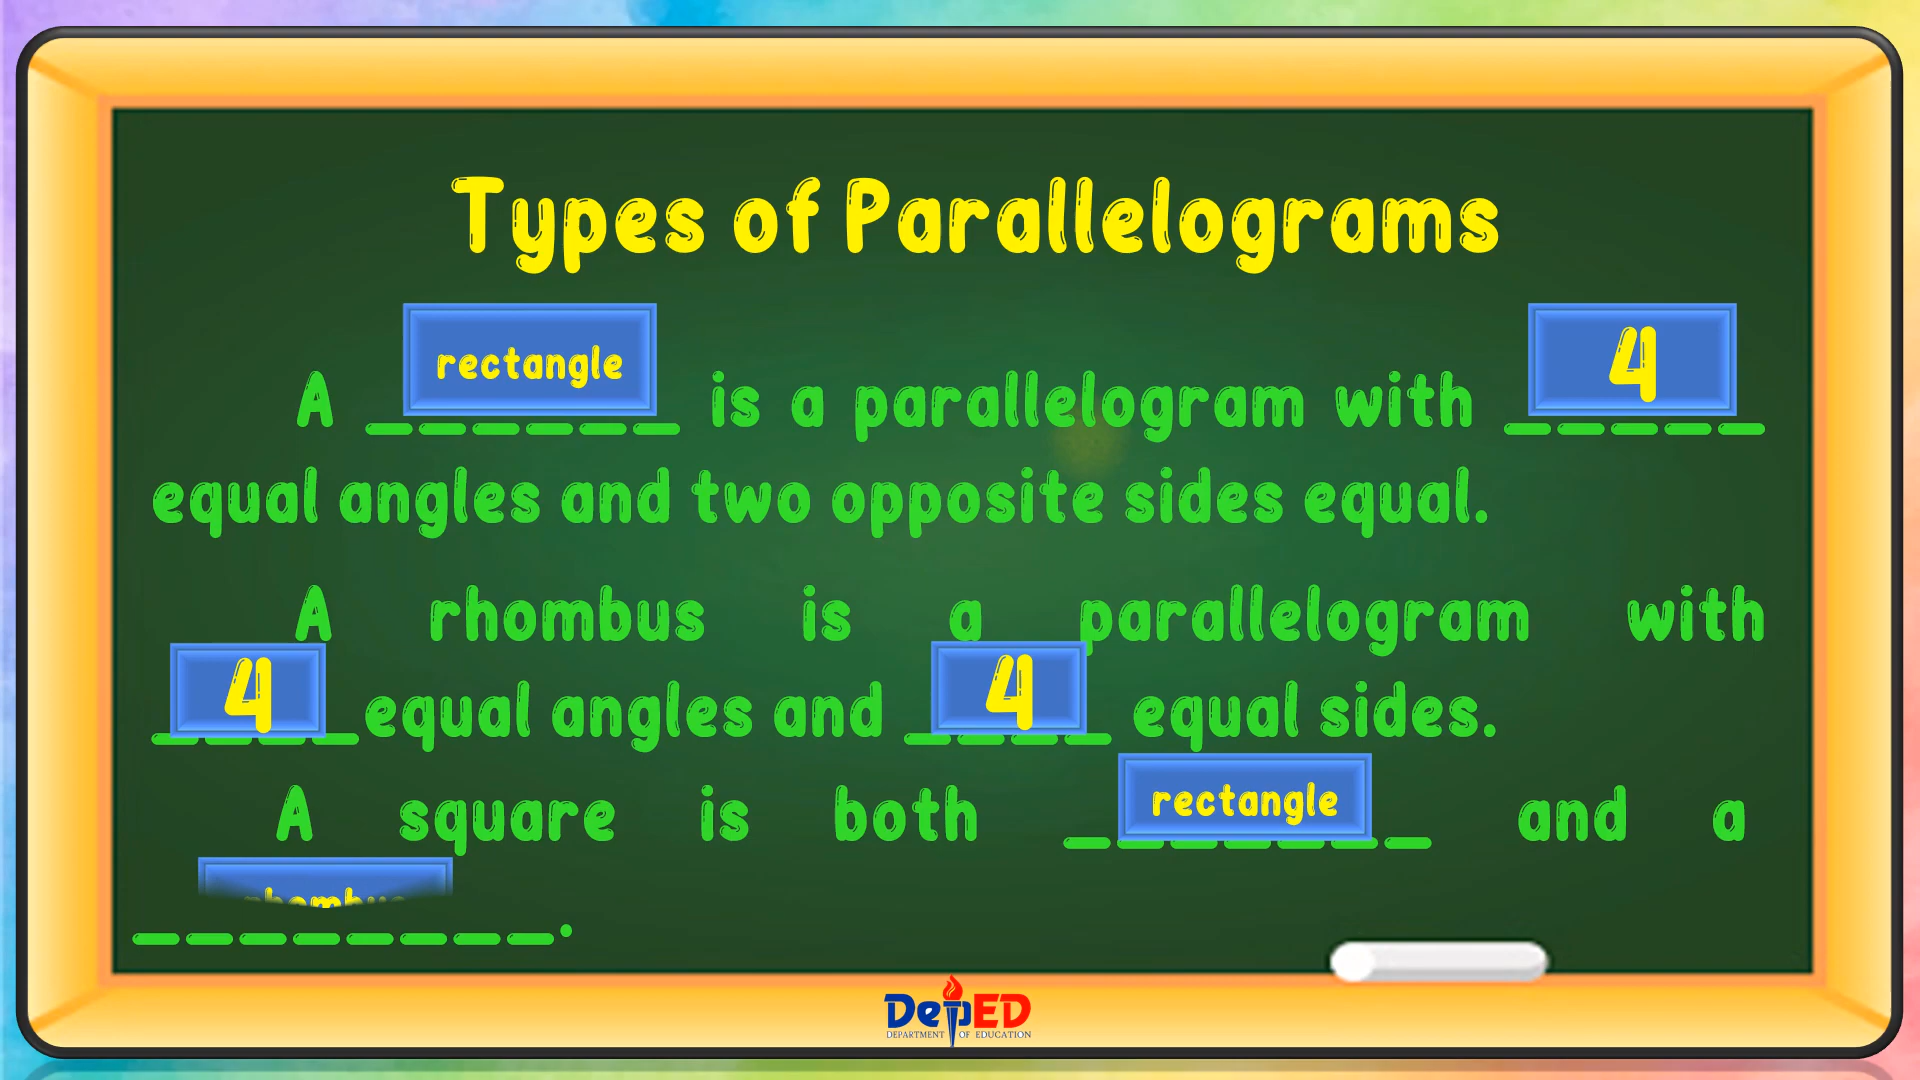 Types of Parallelograms
A rectangle is a parallelogram with 4
equal angles and two opposite sides equal.
A rhombus is a parallelogram with
4 equal angles and 4 equal sides.
A square is both rectangle and a
rhombus.
DepED
DEPARTMENT OF EDUCATION